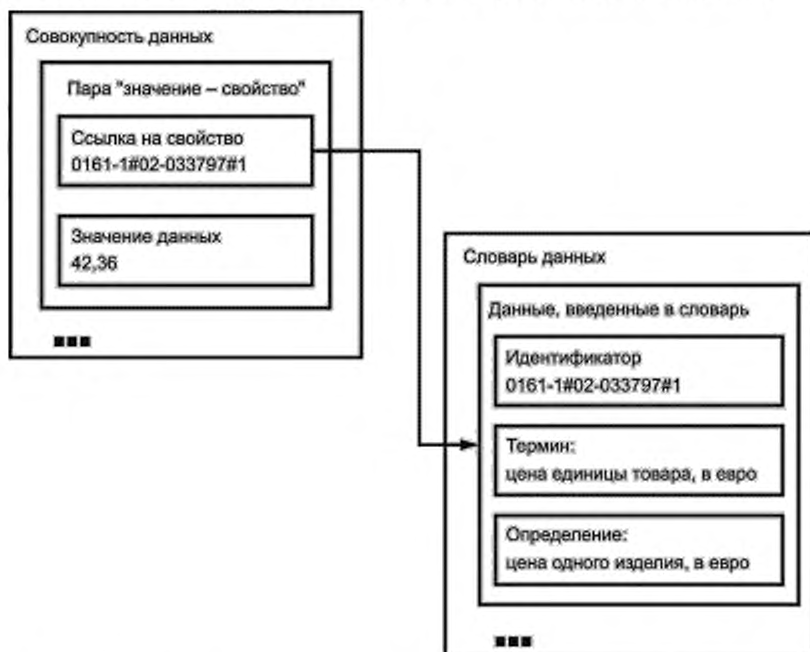 Совокупность данных
Пара "значение – свойство"
Ссылка на свойство
0161-1#02-033797#1
Значение данных
42,36
Словарь данных
Данные, введенные в словарь
Идентификатор
0161-1#02-033797#1
Термин:
цена единицы товара, в евро
Определение:
цена одного изделия, в евро